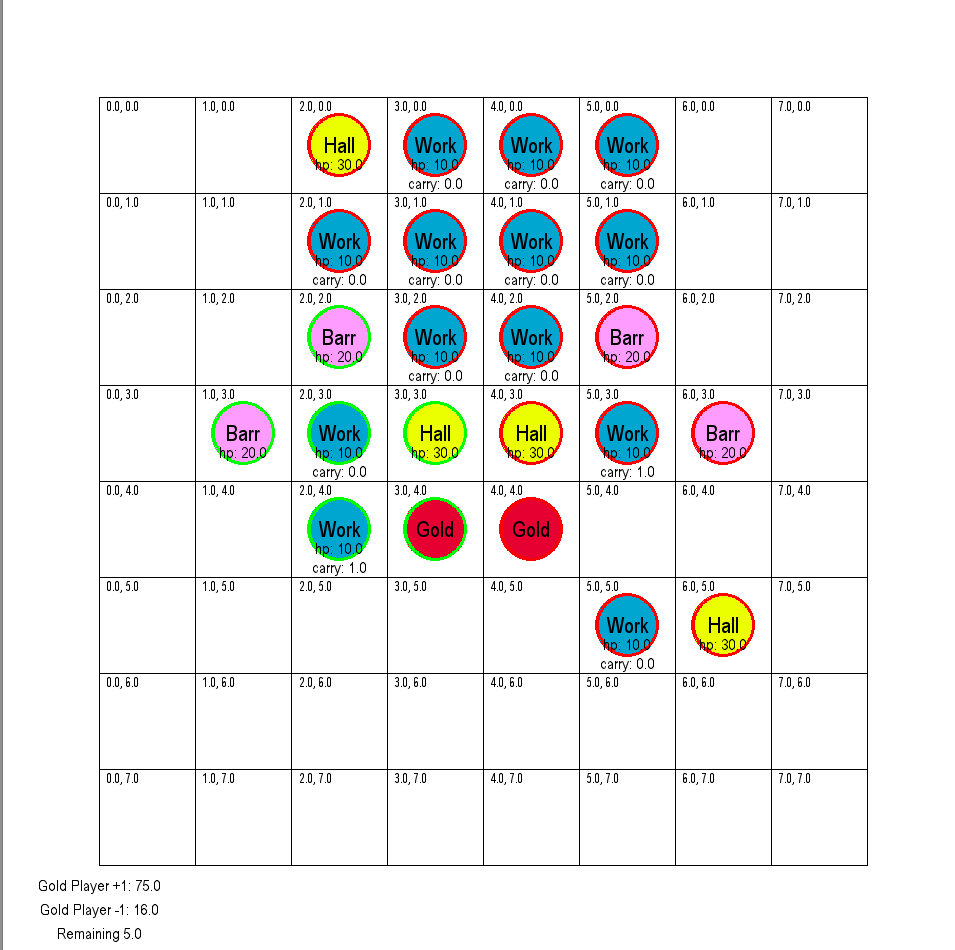 0.0, 0.0 1.0, 0.0 2.0, 0.0 3.0, 0.0 4.0, 0.0 5.0, 0.0 6.0, 0.0 7.0, 0.0
Hall Work Work Work
hp: 30.0 hp: 10.0 hp: 10.0 hp: 10.0
carry: 0.0 carry: 0.0 carry: 0.0
0.0, 1.0 1.0, 1.0 2.0, 1.0 3.0, 1.0 4.0, 1.0 5.0, 1.0 6.0, 1.0 7.0, 1.0
Work Work Work Work
hp: 10.0 hp: 10.0 hp: 10.0 hp: 10.0
carry: 0.0 carry: 0.0 carry: 0.0 carry: 0.0
0.0, 2.0 1.0, 2.0 2.0, 2.0 3.0, 2.0 4.0, 2.0 5.0, 2.0 6.0, 2.0 7.0, 2.0
Barr Work Work Barr
hp: 20.0 hp: 10.0 hp: 10.0 hp: 20.0
carry: 0.0 carry: 0.0
0.0, 3.0 1.0, 3.0 2.0, 3.0 3.0, 3.0 4.0, 3.0 5.0, 3.0 6.0, 3.0 7.0, 3.0
Barr Work Hall Hall Work Barr
hp: 20.0 hp: 10.0 hp: 30.0 hp: 30.0 hp: 10.0 hp: 20.0
carry: 0.0 carry: 1.0
0.0, 4.0 1.0, 4.0 2.0, 4.0 3.0, 4.0 4.0, 4.0 5.0, 4.0 6.0, 4.0 7.0, 4.0
Work Gold Gold
hp: 10.0
carry: 1.0
0.0, 5.0 1.0, 5.0 2.0, 5.0 3.0, 5.0 4.0, 5.0 5.0, 5.0 6.0, 5.0 7.0, 5.0
Work Hall
hp: 10.0 hp: 30.0
carry: 0.0
0.0, 6.0 1.0, 6.0 2.0, 6.0 3.0, 6.0 4.0, 6.0 5.0, 6.0 6.0, 6.0 7.0, 6.0
0.0, 7.0 1.0, 7.0 2.0, 7.0 3.0, 7.0 4.0, 7.0 5.0, 7.0 6.0, 7.0 7.0, 7.0
Gold Player +1: 75.0
Gold Player -1: 16.0
Remaining 5.0